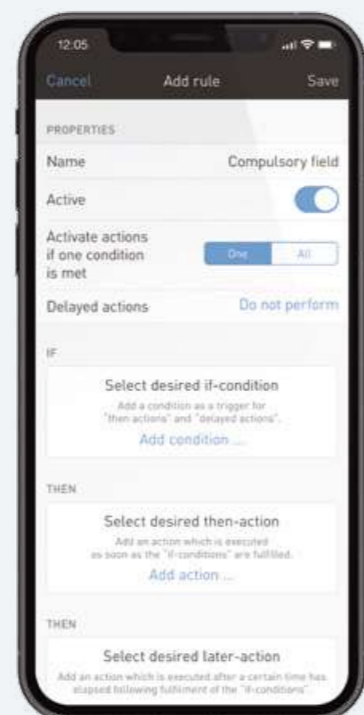 12:05
Cancel Add rule Save
PROPERTIES
Name Compulsory field
Active
Activate actions
if one condition
is met
One All
Delayed actions Do not perform
IF
Select desired if-condition
Add a condition as a trigger for
"then actions" and "delayed actions".
Add condition ...
THEN
Select desired then-action
Add an action which is executed
as soon as the "if-conditions" are fulfilled.
Add action ...
THEN
Select desired later-action
Add an action which is executed after a certain time has
elapsed following fulfilment of the "if-conditions".